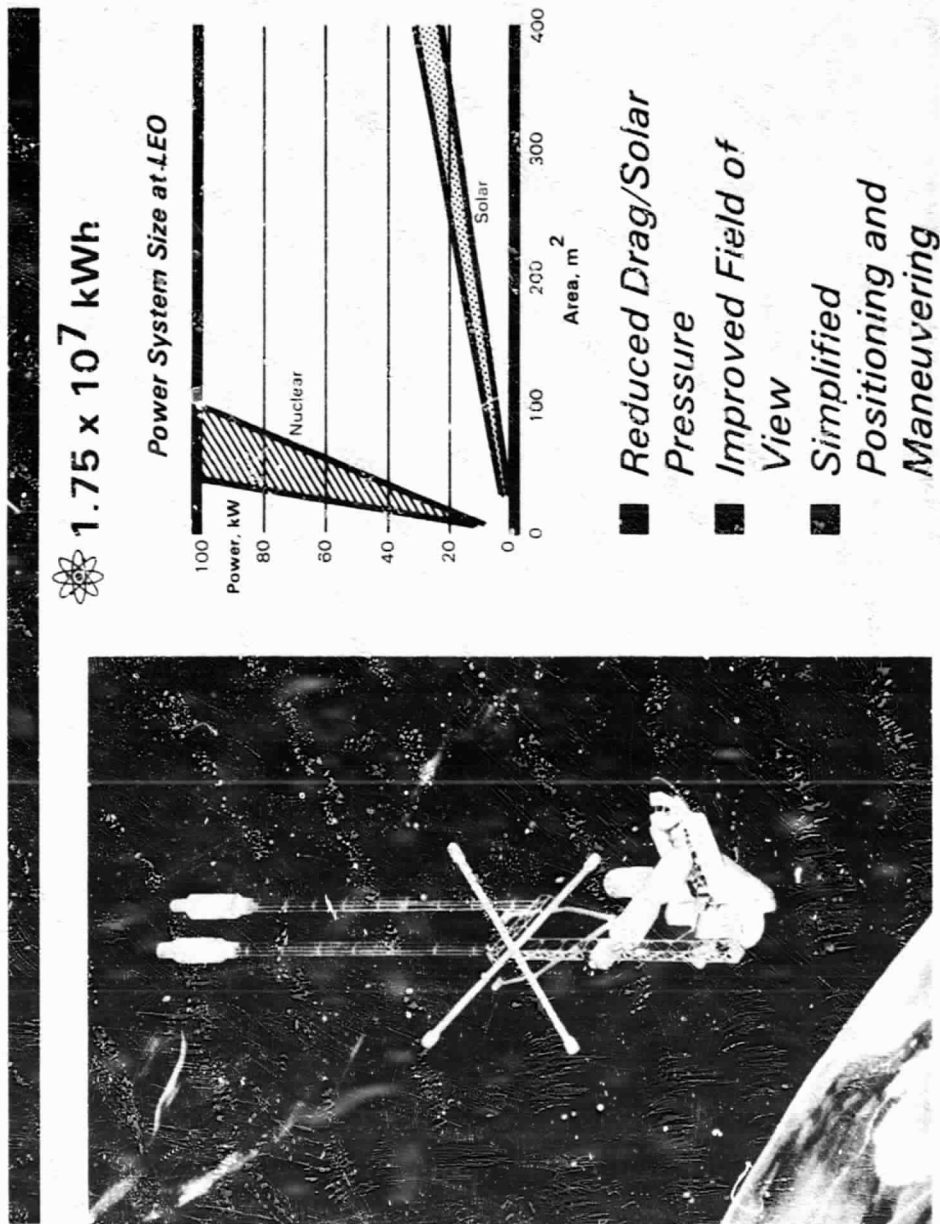 1.75 x 10⁷ kWh
Power System Size at LEO
100
Power, kW
80
60
40
20
0
Nuclear
Solar
0
100
200
300
400
Area, m²
Reduced Drag/Solar
Pressure
Improved Field of
View
Simplified
Positioning and
Maneuvering